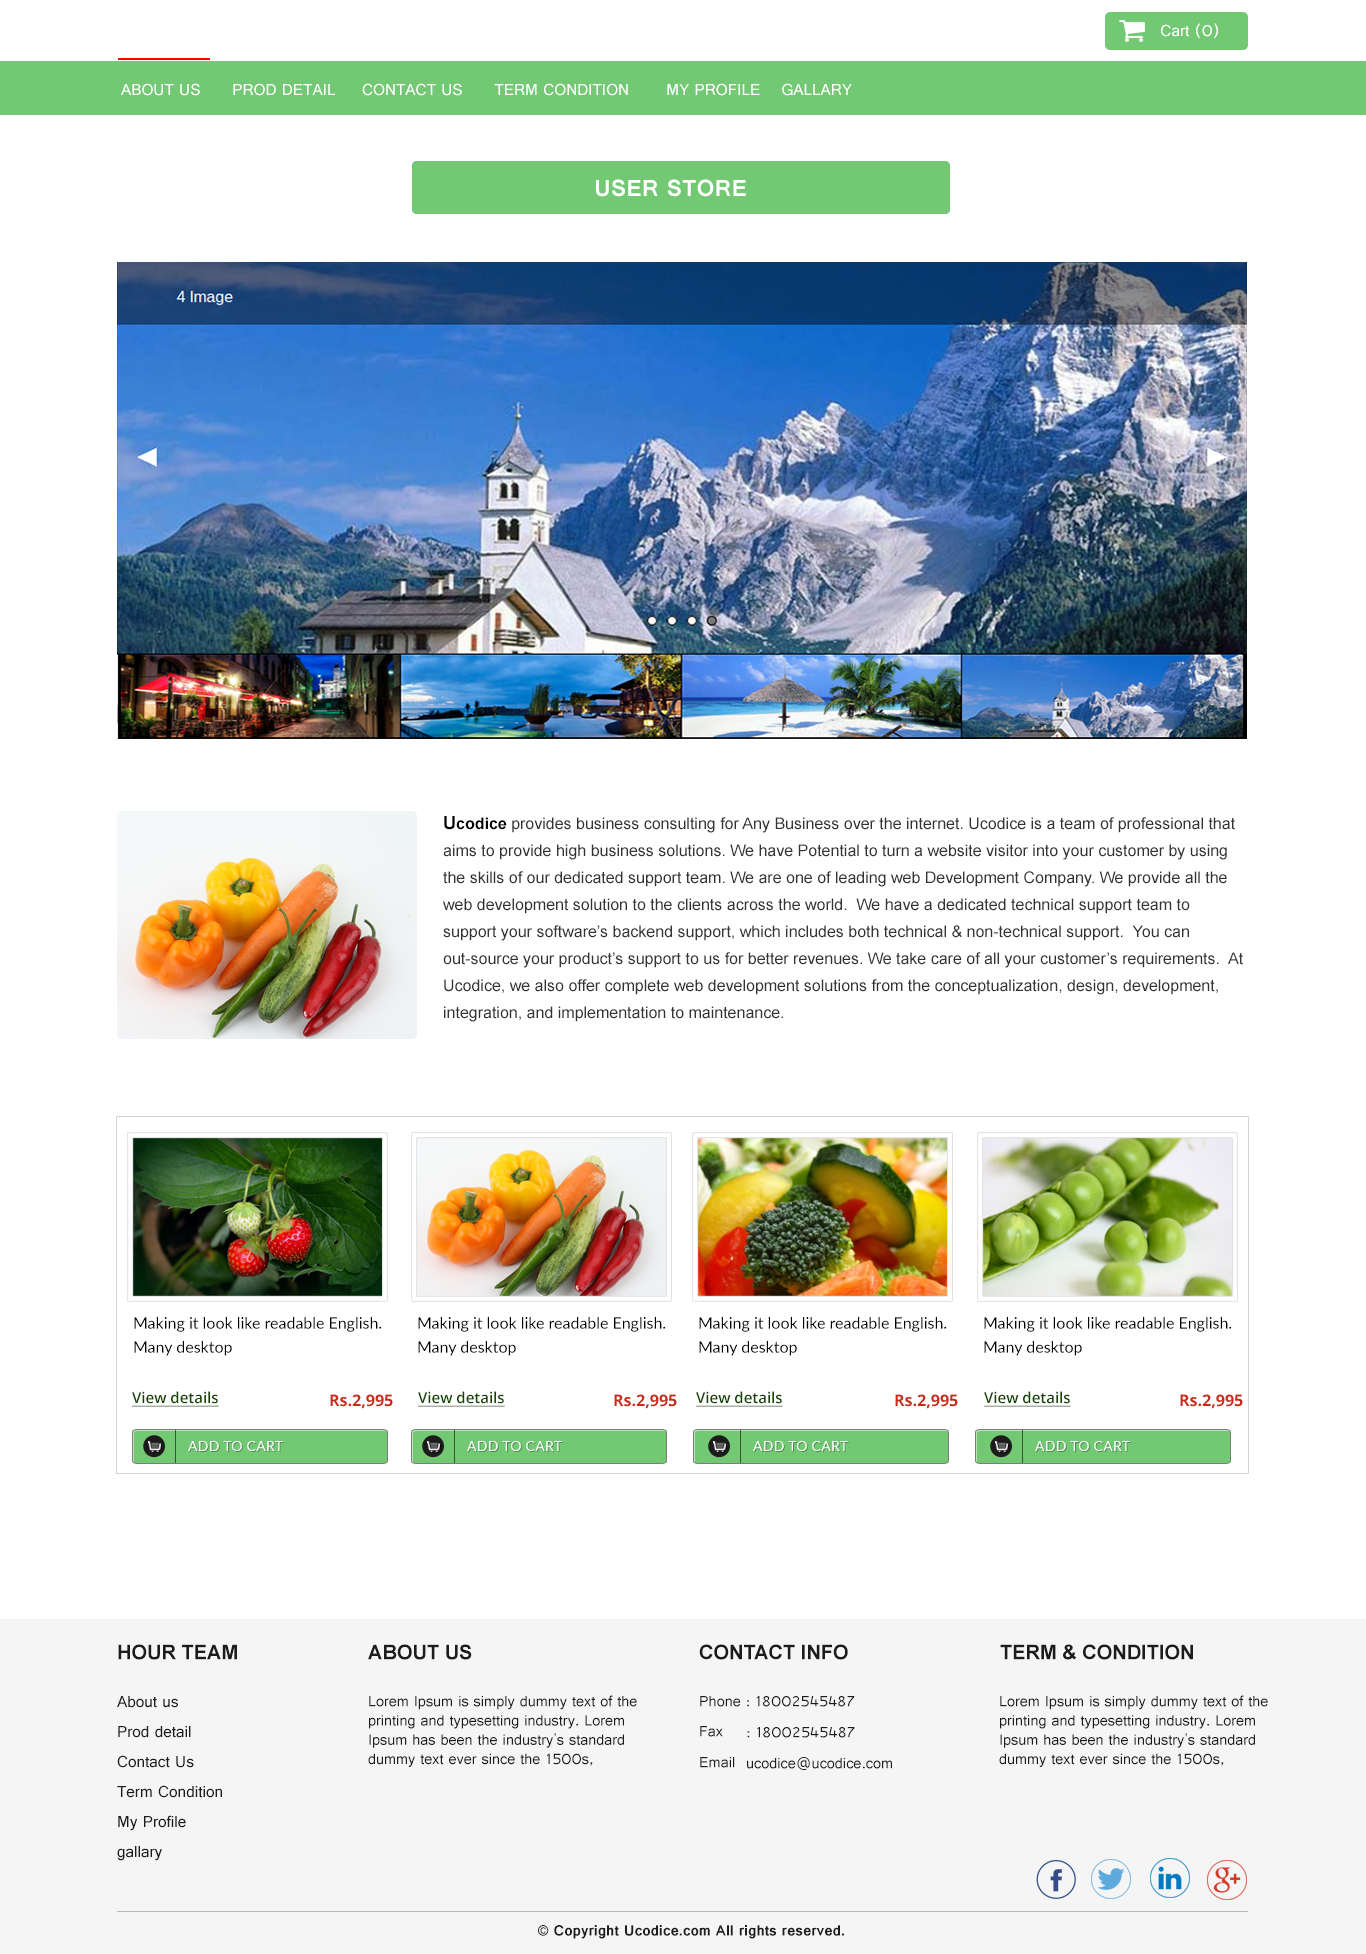 Cart (0)
ABOUT US PROD DETAIL CONTACT US TERM CONDITION MY PROFILE GALLARY
USER STORE
4 Image
Ucodice provides business consulting for Any Business over the internet. Ucodice is a team of professional that
aims to provide high business solutions. We have Potential to turn a website visitor into your customer by using
the skills of our dedicated support team. We are one of leading web Development Company. We provide all the
web development solution to the clients across the world. We have a dedicated technical support team to
support your software's backend support, which includes both technical & non-technical support. You can
out-source your product's support to us for better revenues. We take care of all your customer's requirements. At
Ucodice, we also offer complete web development solutions from the conceptualization, design, development,
integration, and implementation to maintenance.
Making it look like readable English.
Many desktop
View details Rs.2,995
ADD TO CART
Making it look like readable English.
Many desktop
View details Rs.2,995
ADD TO CART
Making it look like readable English.
Many desktop
View details Rs.2,995
ADD TO CART
Making it look like readable English.
Many desktop
View details Rs.2,995
ADD TO CART
HOUR TEAM
About us
Prod detail
Contact Us
Term Condition
My Profile
gallary
ABOUT US
Lorem Ipsum is simply dummy text of the
printing and typesetting industry. Lorem
Ipsum has been the industry's standard
dummy text ever since the 1500s,
CONTACT INFO
Phone : 18002545487
Fax : 18002545487
Email ucodice@ucodice.com
TERM & CONDITION
Lorem Ipsum is simply dummy text of the
printing and typesetting industry. Lorem
Ipsum has been the industry's standard
dummy text ever since the 1500s,
f in g+
© Copyright Ucodice.com All rights reserved.